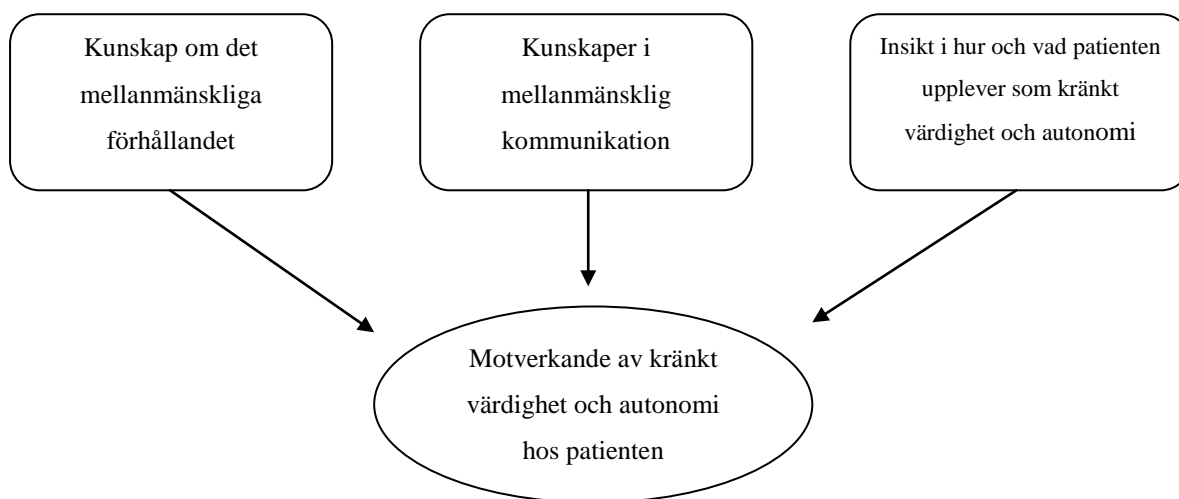 Kunskap om det
mellanmänskliga
förhållandet
Kunskaper i
mellanmänsklig
kommunikation
Insikt i hur och vad patienten
upplever som kränkt
värdighet och autonomi
Motverkande av kränkt
värdighet och autonomi
hos patienten